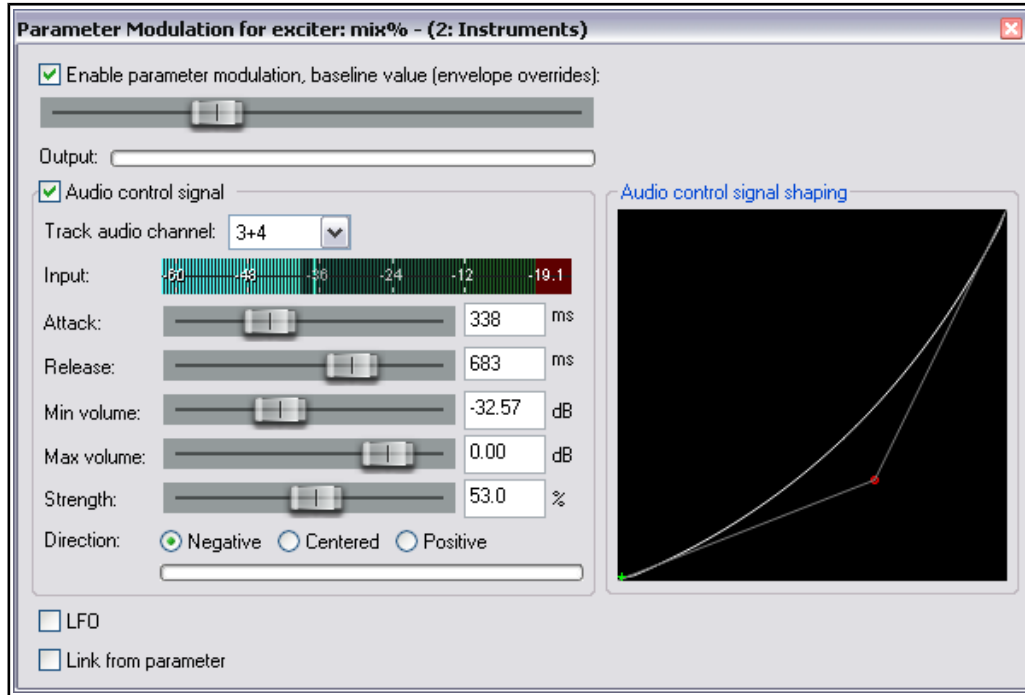 Parameter Modulation for exciter: mix% - (2: Instruments)
Enable parameter modulation, baseline value (envelope overrides):
Output:
Audio control signal
Track audio channel: 3+4
Input: -60 -48 -36 -24 -12 -19.1
Attack: 338 ms
Release: 683 ms
Min volume: -32.57 dB
Max volume: 0.00 dB
Strength: 53.0 %
Direction: Negative Centered Positive
Audio control signal shaping
LFO
Link from parameter